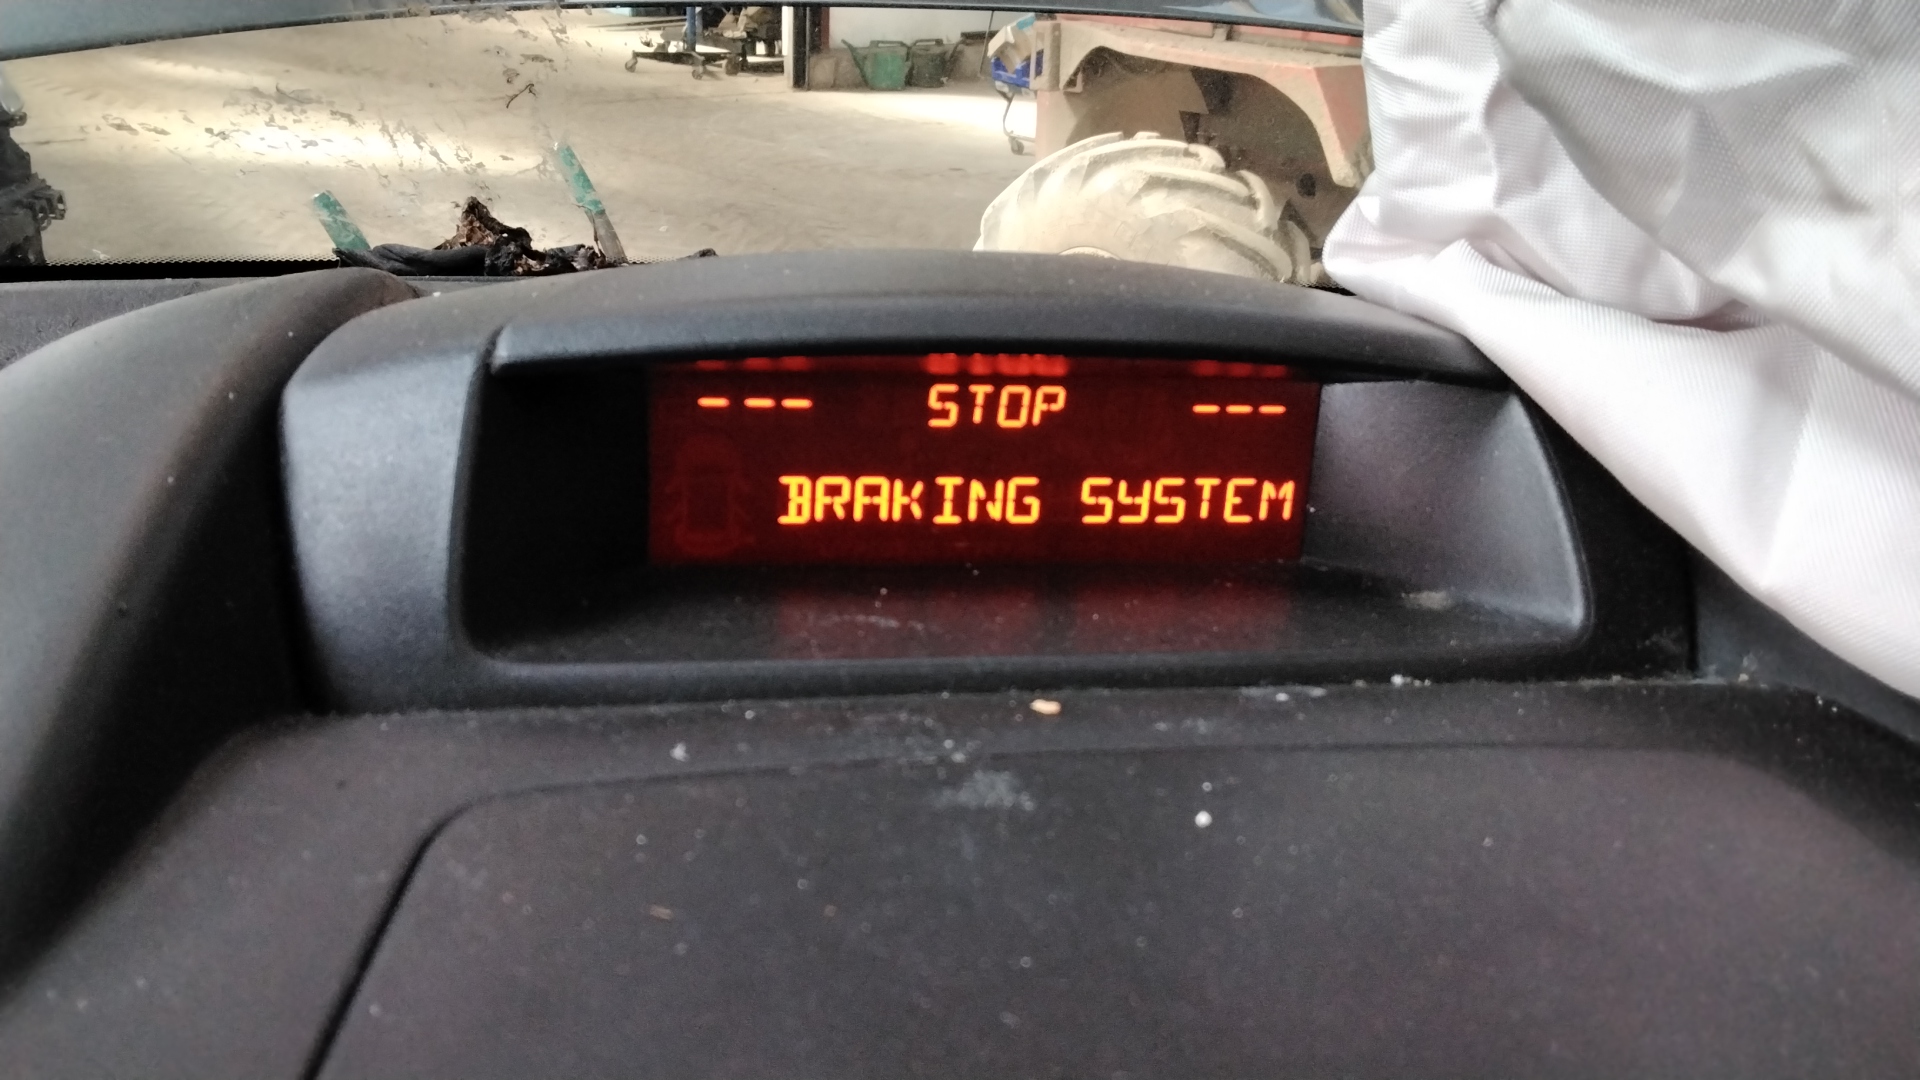 --- STOP ---
BRAKING SYSTEM